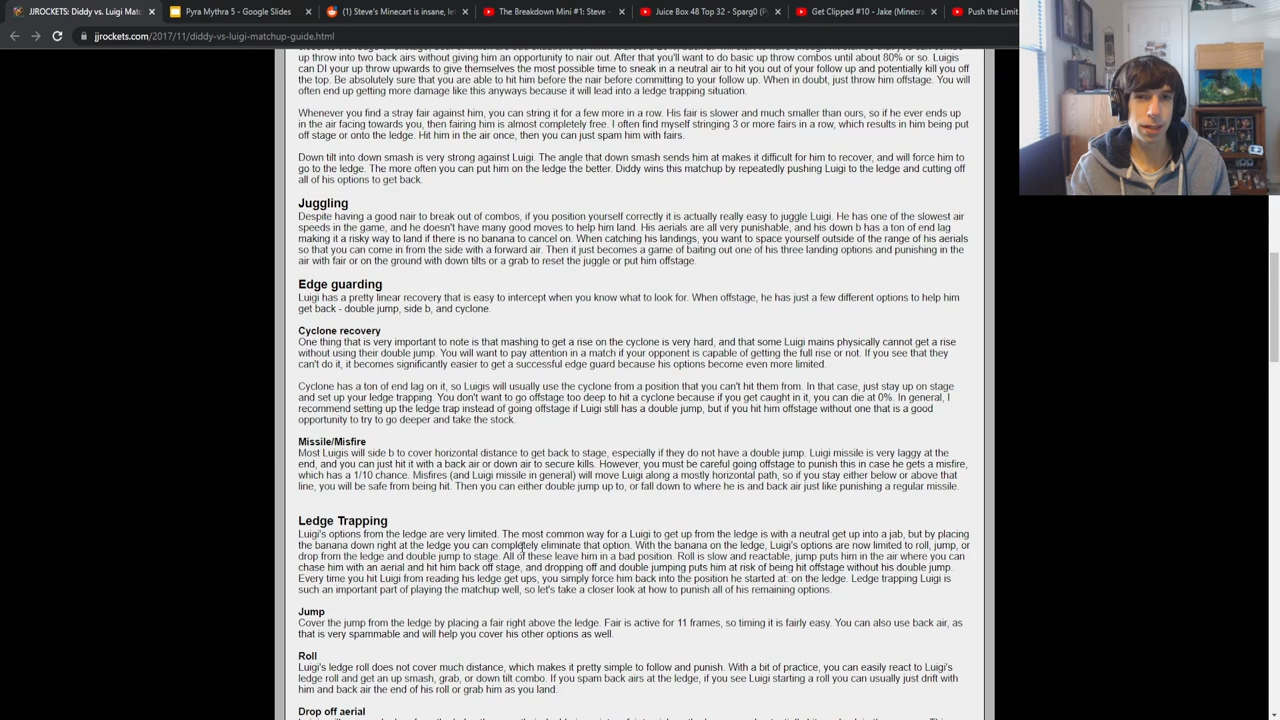 Diddy vs. Luigi Match
Pyra Mythra 5 - Google Slides
(1) Steve's Minecart is insane, le
The Breakdown Mini #1: Steve -
Juice Box 48 Top 32 - Sparg0 (P
Get Clipped #10 - Jake (Minecr
Push the Limit
jjrockets.com/2017/11/diddy-vs-luigi-matchup-guide.html
up throw into two back airs without giving him an opportunity to nair out. After that you'll want to do basic up throw combos until about 80% or so. Luigis
can DI your up throw upwards to give themselves the most possible time to sneak in a neutral air to hit you out of your follow up and potentially kill you off
the top. Be absolutely sure that you are able to hit him before the nair before committing to your follow up. When in doubt, just throw him offstage. You will
often end up getting more damage like this anyways because it will lead into a ledge trapping situation.
Whenever you find a stray fair against him, you can string it for a few more in a row. His fair is slower and much smaller than ours, so if he ever ends up
in the air facing towards you, then fairing him is almost completely free. I often find myself stringing 3 or more fairs in a row, which results in him being put
off stage or onto the ledge. Hit him in the air once, then you can just spam him with fairs.
Down tilt into down smash is very strong against Luigi. The angle that down smash sends him at makes it difficult for him to recover, and will force him to
go to the ledge. The more often you can put him on the ledge the better. Diddy wins this matchup by repeatedly pushing Luigi to the ledge and cutting off
all of his options to get back.
Juggling
Despite having a good nair to break out of combos, if you position yourself correctly it is actually really easy to juggle Luigi. He has one of the slowest air
speeds in the game, and he doesn't have many good moves to help him land. His aerials are all very punishable, and his down b has a ton of end lag
making it a risky way to land if there is no banana to cancel on. When catching his landings, you want to space yourself outside of the range of his aerials
so that you can come in from the side with a forward air. Then it just becomes a game of baiting out one of his three landing options and punishing in the
air with fair or on the ground with down tilts or a grab to reset the juggle or put him offstage.
Edge guarding
Luigi has a pretty linear recovery that is easy to intercept when you know what to look for. When offstage, he has just a few different options to help him
get back - double jump, side b, and cyclone.
Cyclone recovery
One thing that is very important to note is that mashing to get a rise on the cyclone is very hard, and that some Luigi mains physically cannot get a rise
without using their double jump. You will want to pay attention in a match if your opponent is capable of getting the full rise or not. If you see that they
can't do it, it becomes significantly easier to get a successful edge guard because his options become even more limited.
Cyclone has a ton of end lag on it, so Luigis will usually use the cyclone from a position that you can't hit them from. In that case, just stay up on stage
and set up your ledge trapping. You don't want to go offstage too deep to hit a cyclone because if you get caught in it, you can die at 0%. In general, I
recommend setting up the ledge trap instead of going offstage if Luigi still has a double jump, but if you hit him offstage without one that is a good
opportunity to try to go deeper and take the stock.
Missile/Misfire
Most Luigis will side b to cover horizontal distance to get back to stage, especially if they do not have a double jump. Luigi missile is very laggy at the
end, and you can just hit it with a back air or down air to secure kills. However, you must be careful going offstage to punish this in case he gets a misfire,
which has a 1/10 chance. Misfires (and Luigi missile in general) will move Luigi along a mostly horizontal path, so if you stay either below or above that
line, you will be safe from being hit. Then you can either double jump up to, or fall down to where he is and back air just like punishing a regular missile.
Ledge Trapping
Luigi's options from the ledge are very limited. The most common way for a Luigi to get up from the ledge is with a neutral get up into a jab, but by placing
the banana down right at the ledge you can completely eliminate that option. With the banana on the ledge, Luigi's options are now limited to roll, jump, or
drop from the ledge and double jump to stage. All of these leave him in a bad position. Roll is slow and reactable, jump puts him in the air where you can
chase him with an aerial and hit him back off stage, and dropping off and double jumping puts him at risk of being hit offstage without his double jump.
Every time you hit Luigi from reading his ledge get ups, you simply force him back into the position he started at: on the ledge. Ledge trapping Luigi is
such an important part of playing the matchup well, so let's take a closer look at how to punish all of his remaining options.
Jump
Cover the jump from the ledge by placing a fair right above the ledge. Fair is active for 11 frames, so timing it is fairly easy. You can also use back air, as
that is very spammable and will help you cover his other options as well.
Roll
Luigi's ledge roll does not cover much distance, which makes it pretty simple to follow and punish. With a bit of practice, you can easily react to Luigi's
ledge roll and get an up smash, grab, or down tilt combo. If you spam back airs at the ledge, if you see Luigi starting a roll you can usually just drift with
him and back air the end of his roll or grab him as you land.
Drop off aerial